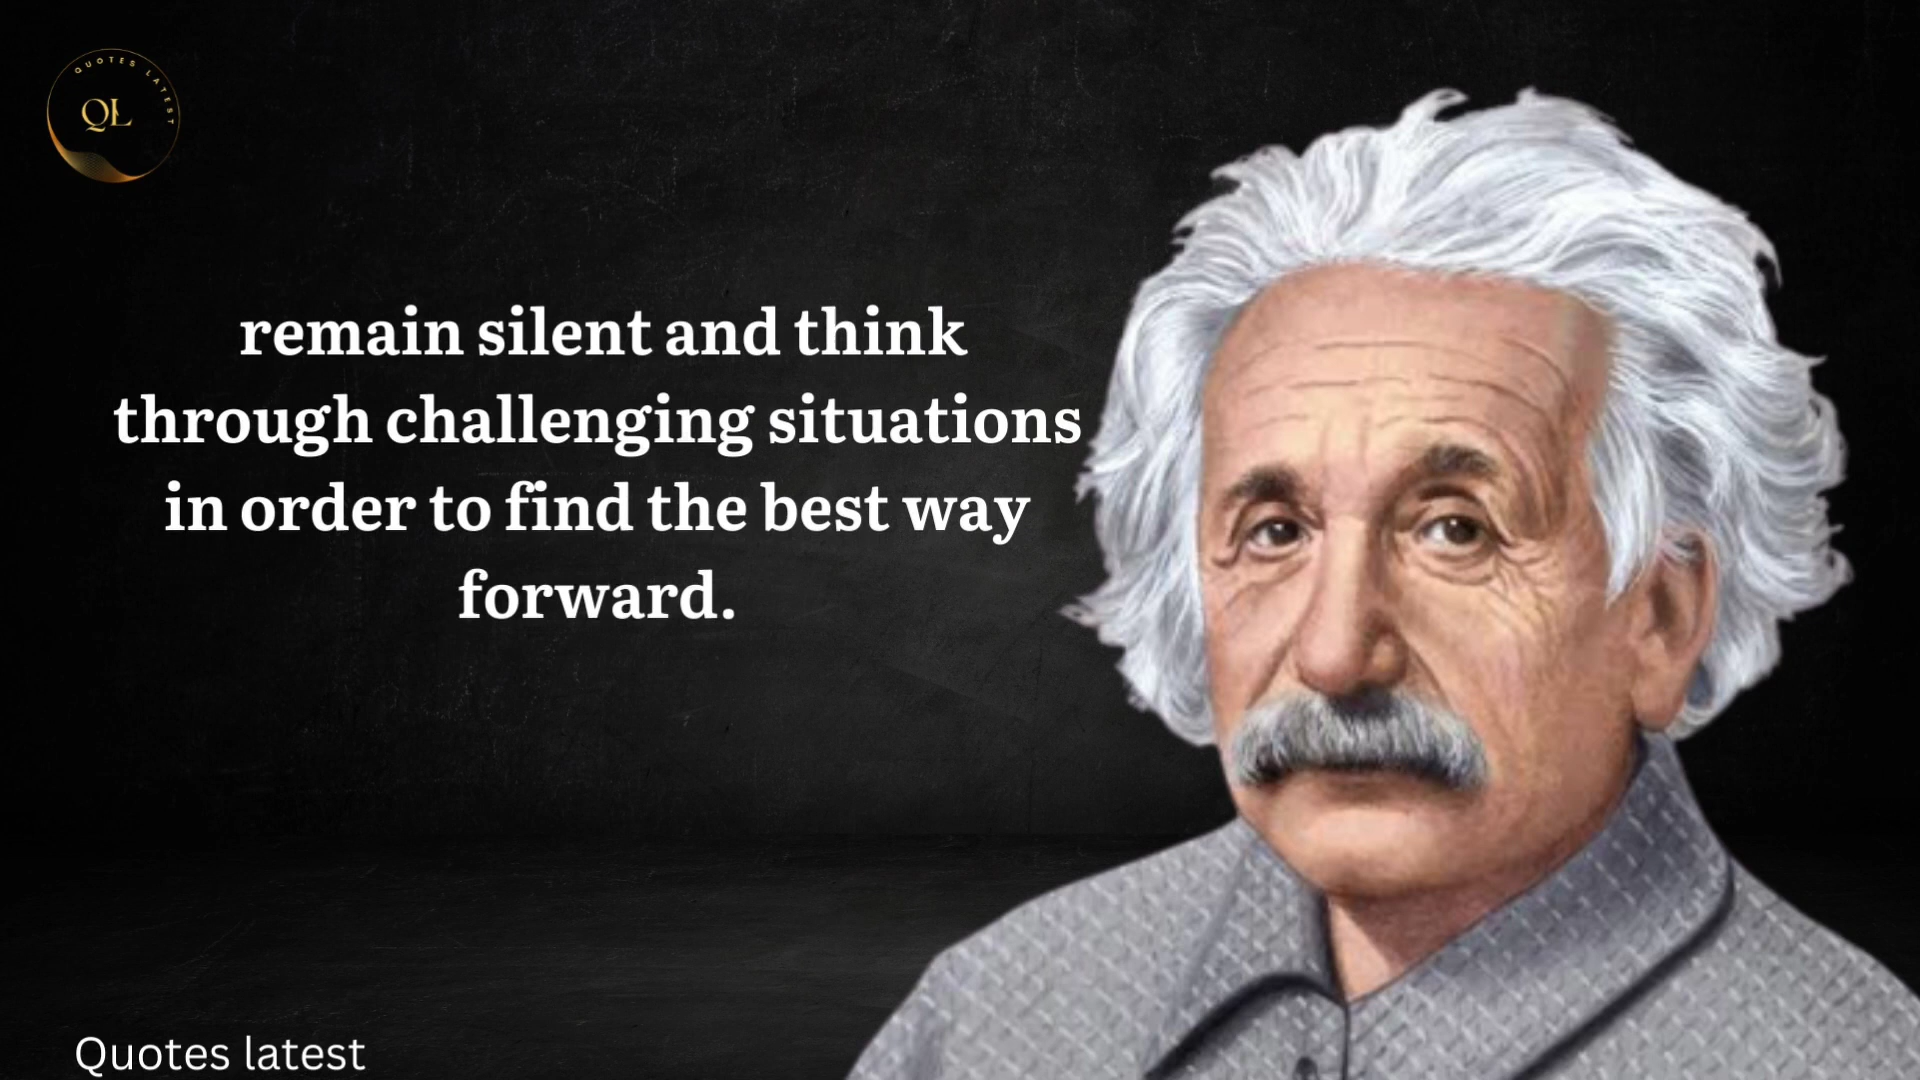 QUOTES LATEST
QL
remain silent and think
through challenging situations
in order to find the best way
forward.
Quotes latest